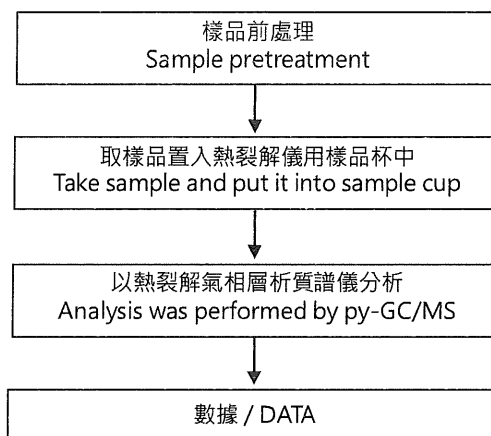 樣品前處理
Sample pretreatment
取樣品置入熱裂解儀用樣品杯中
Take sample and put it into sample cup
以熱裂解氣相層析質譜儀分析
Analysis was performed by py-GC/MS
數據 / DATA